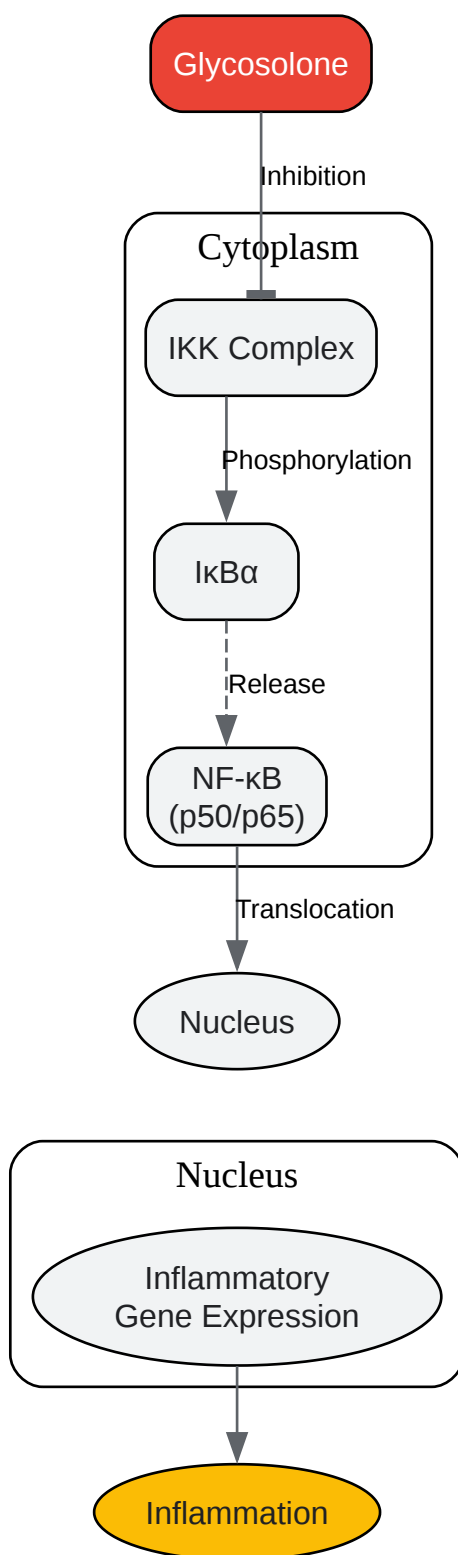 Glycosolone
Inhibition
Cytoplasm
IKK Complex
Phosphorylation
IκBα
Release
NF-κB
(p50/p65)
Translocation
Nucleus
Nucleus
Inflammatory
Gene Expression
Inflammation